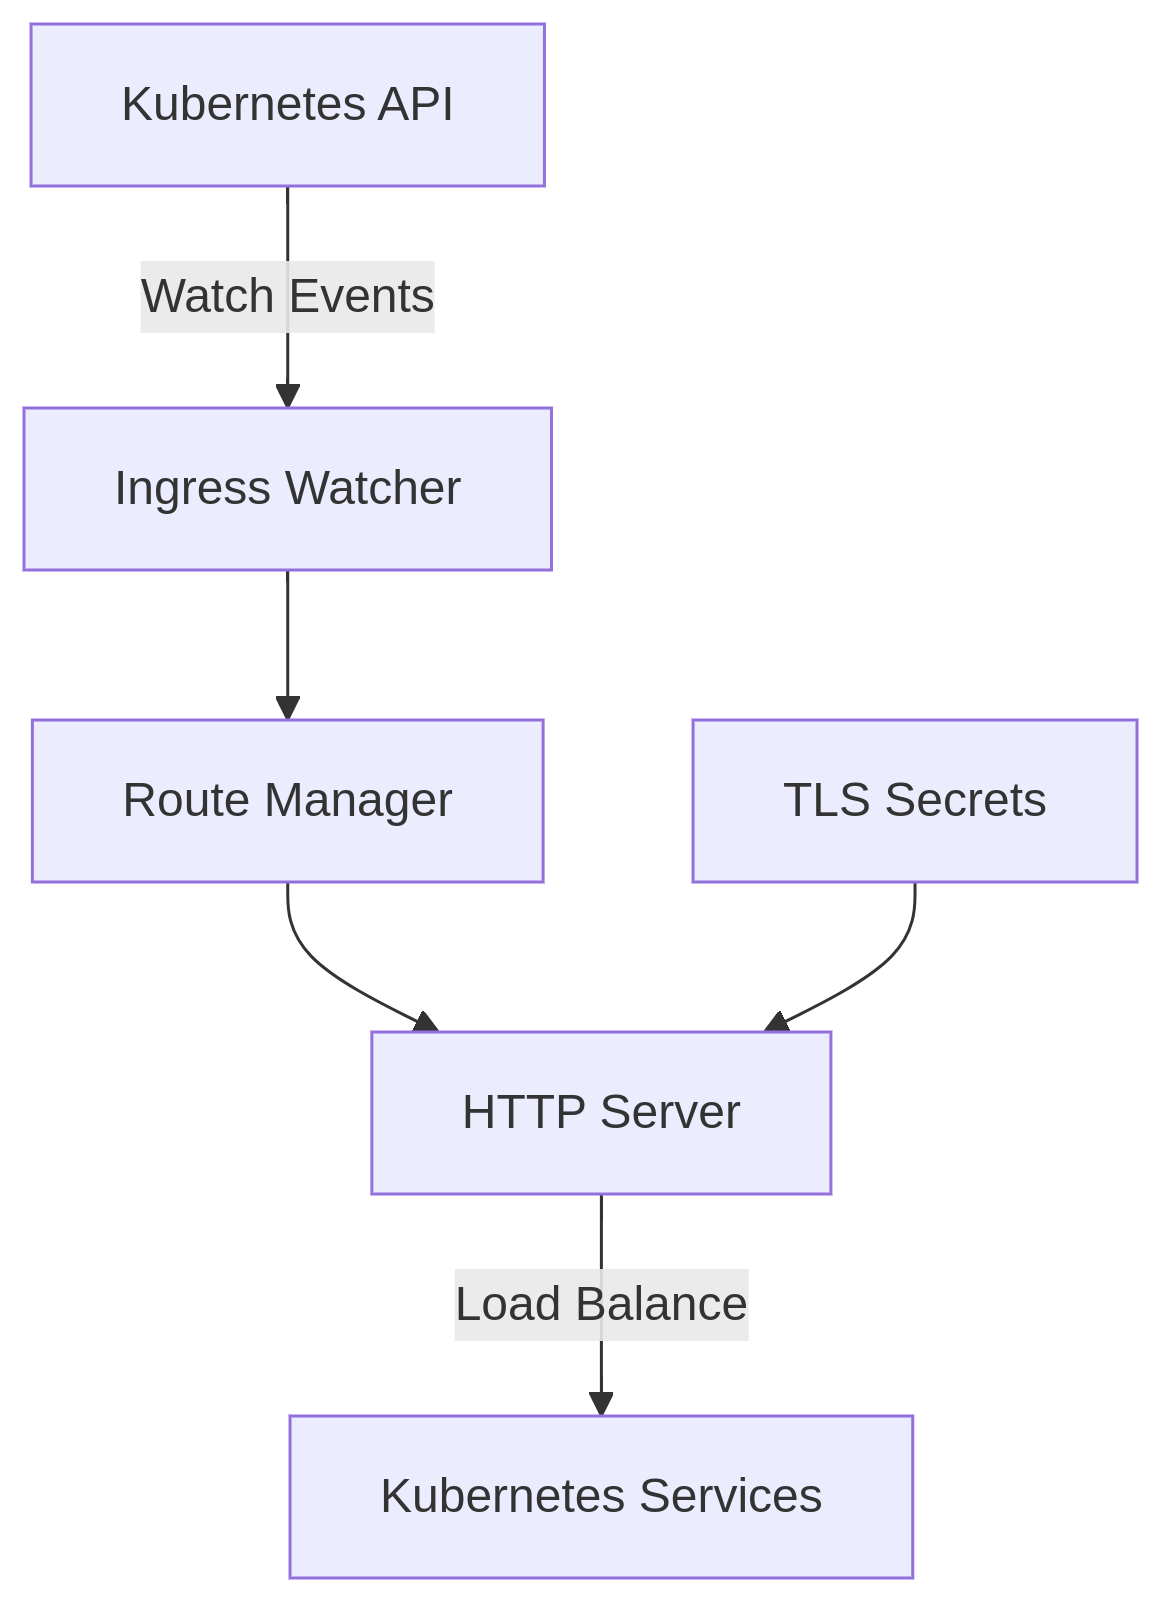 Kubernetes API
Watch Events
Ingress Watcher
Route Manager
TLS Secrets
HTTP Server
Load Balance
Kubernetes Services